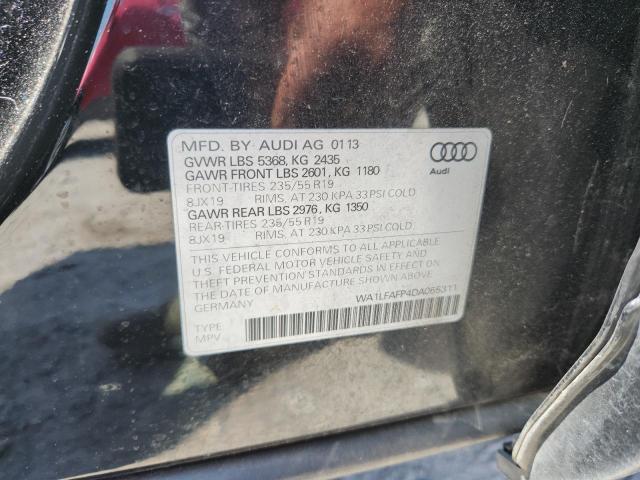 MFD. BY AUDI AG 01 13
GVWR LBS 5368, KG 2435
GAWR FRONT LBS 2601, KG 1180
FRONT-TIRES 235/55 R19
8JX19 RIMS. AT 230 KPA 33 PSI COLD
GAWR REAR LBS 2976, KG 1350
REAR-TIRES 235/55 R19
8JX19 RIMS. AT 230 KPA 33 PSI COLD
Audi
THIS VEHICLE CONFORMS TO ALL APPLICABLE
U.S. FEDERAL MOTOR VEHICLE SAFETY AND
THEFT PREVENTION STANDARDS IN EFFECT ON
THE DATE OF MANUFACTURE SHOWN ABOVE
GERMANY
WA1LFAFP4DA065311
TYPE
MPV